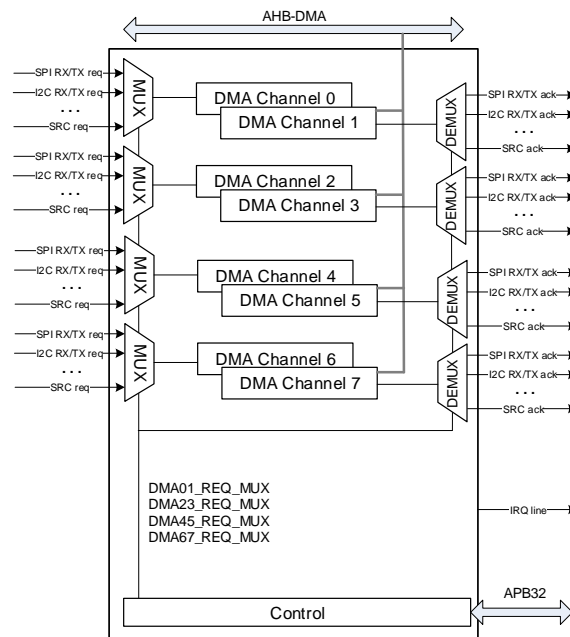 AHB-DMA
SPI RX/TX req
I2C RX/TX req
...
SRC req
MUX
DMA Channel 0
DMA Channel 1
DEMUX
SPI RX/TX ack
I2C RX/TX ack
...
SRC ack
SPI RX/TX req
I2C RX/TX req
...
SRC req
MUX
DMA Channel 2
DMA Channel 3
DEMUX
SPI RX/TX ack
I2C RX/TX ack
...
SRC ack
SPI RX/TX req
I2C RX/TX req
...
SRC req
MUX
DMA Channel 4
DMA Channel 5
DEMUX
SPI RX/TX ack
I2C RX/TX ack
...
SRC ack
SPI RX/TX req
I2C RX/TX req
...
SRC req
MUX
DMA Channel 6
DMA Channel 7
DEMUX
SPI RX/TX ack
I2C RX/TX ack
...
SRC ack
DMA01_REQ_MUX
DMA23_REQ_MUX
DMA45_REQ_MUX
DMA67_REQ_MUX
IRQ line
APB32
Control